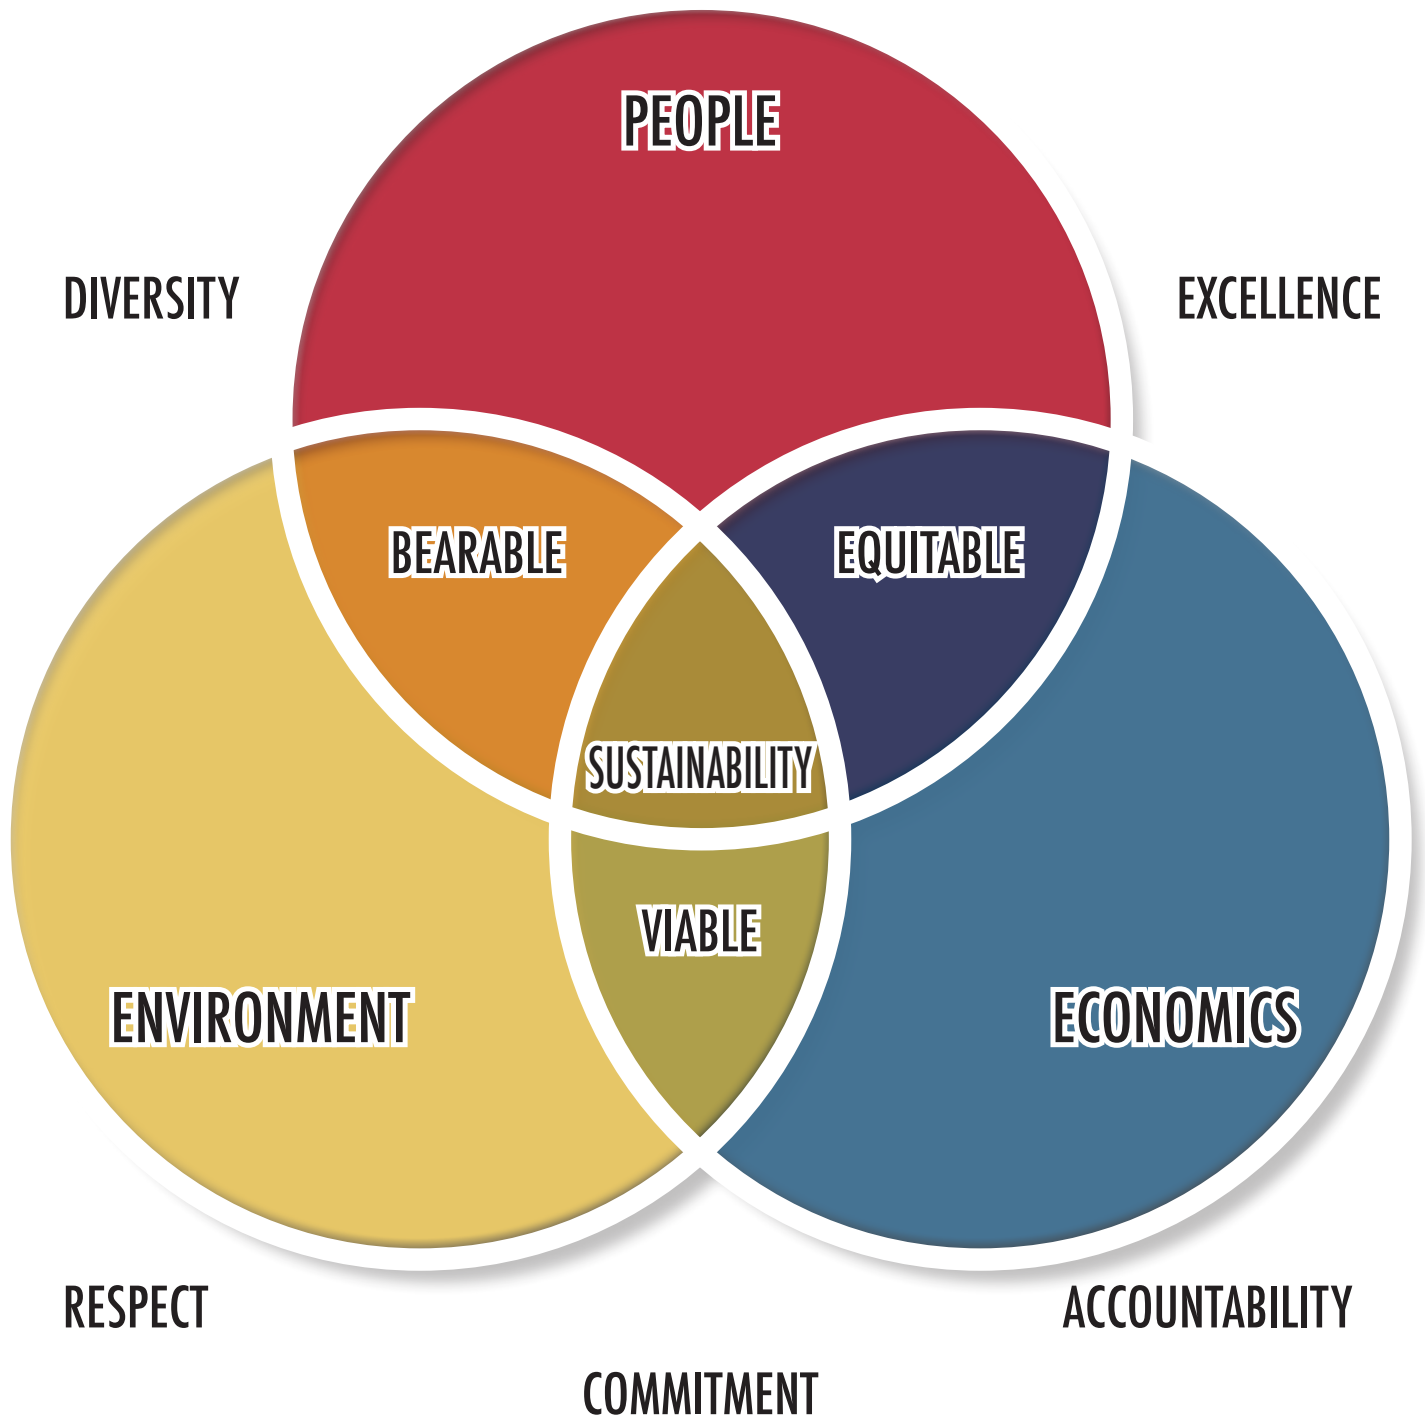 PEOPLE
DIVERSITY
EXCELLENCE
BEARABLE
EQUITABLE
SUSTAINABILITY
VIABLE
ENVIRONMENT
ECONOMICS
RESPECT
ACCOUNTABILITY
COMMITMENT